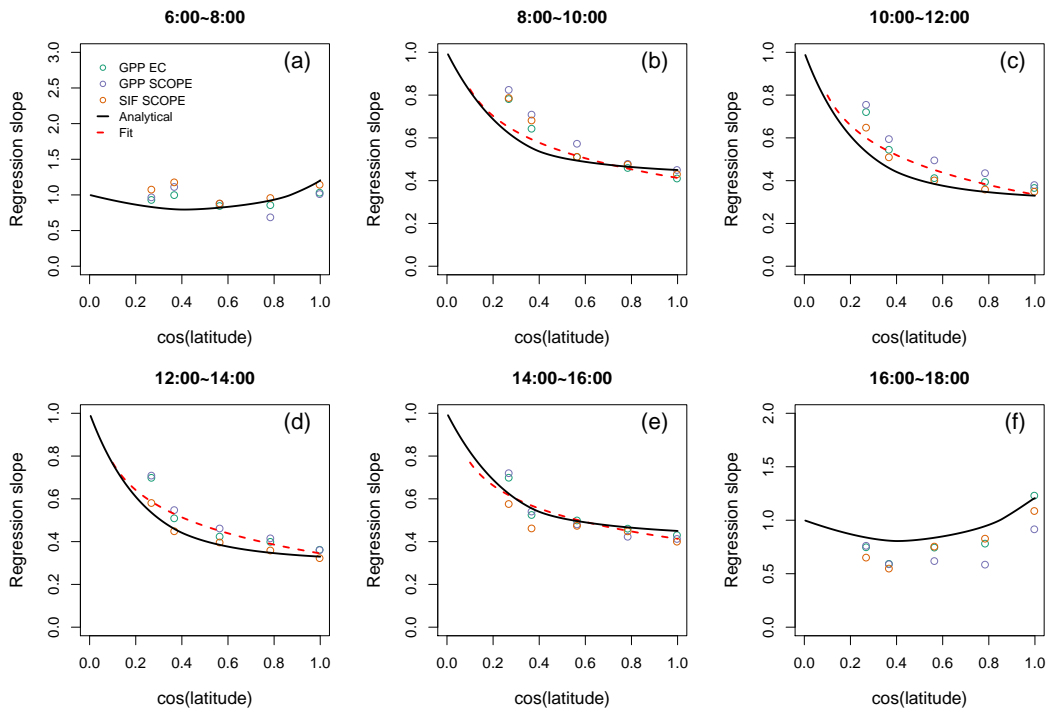 6:00~8:00
(a)
GPP EC
GPP SCOPE
SIF SCOPE
Analytical
Fit
Regression slope
0.0 0.5 1.0 1.5 2.0 2.5 3.0
0.0 0.2 0.4 0.6 0.8 1.0
cos(latitude)
8:00~10:00
(b)
Regression slope
0.0 0.2 0.4 0.6 0.8 1.0
0.0 0.2 0.4 0.6 0.8 1.0
cos(latitude)
10:00~12:00
(c)
Regression slope
0.0 0.2 0.4 0.6 0.8 1.0
0.0 0.2 0.4 0.6 0.8 1.0
cos(latitude)
12:00~14:00
(d)
Regression slope
0.0 0.2 0.4 0.6 0.8 1.0
0.0 0.2 0.4 0.6 0.8 1.0
cos(latitude)
14:00~16:00
(e)
Regression slope
0.0 0.2 0.4 0.6 0.8 1.0
0.0 0.2 0.4 0.6 0.8 1.0
cos(latitude)
16:00~18:00
(f)
Regression slope
0.0 0.5 1.0 1.5 2.0
0.0 0.2 0.4 0.6 0.8 1.0
cos(latitude)